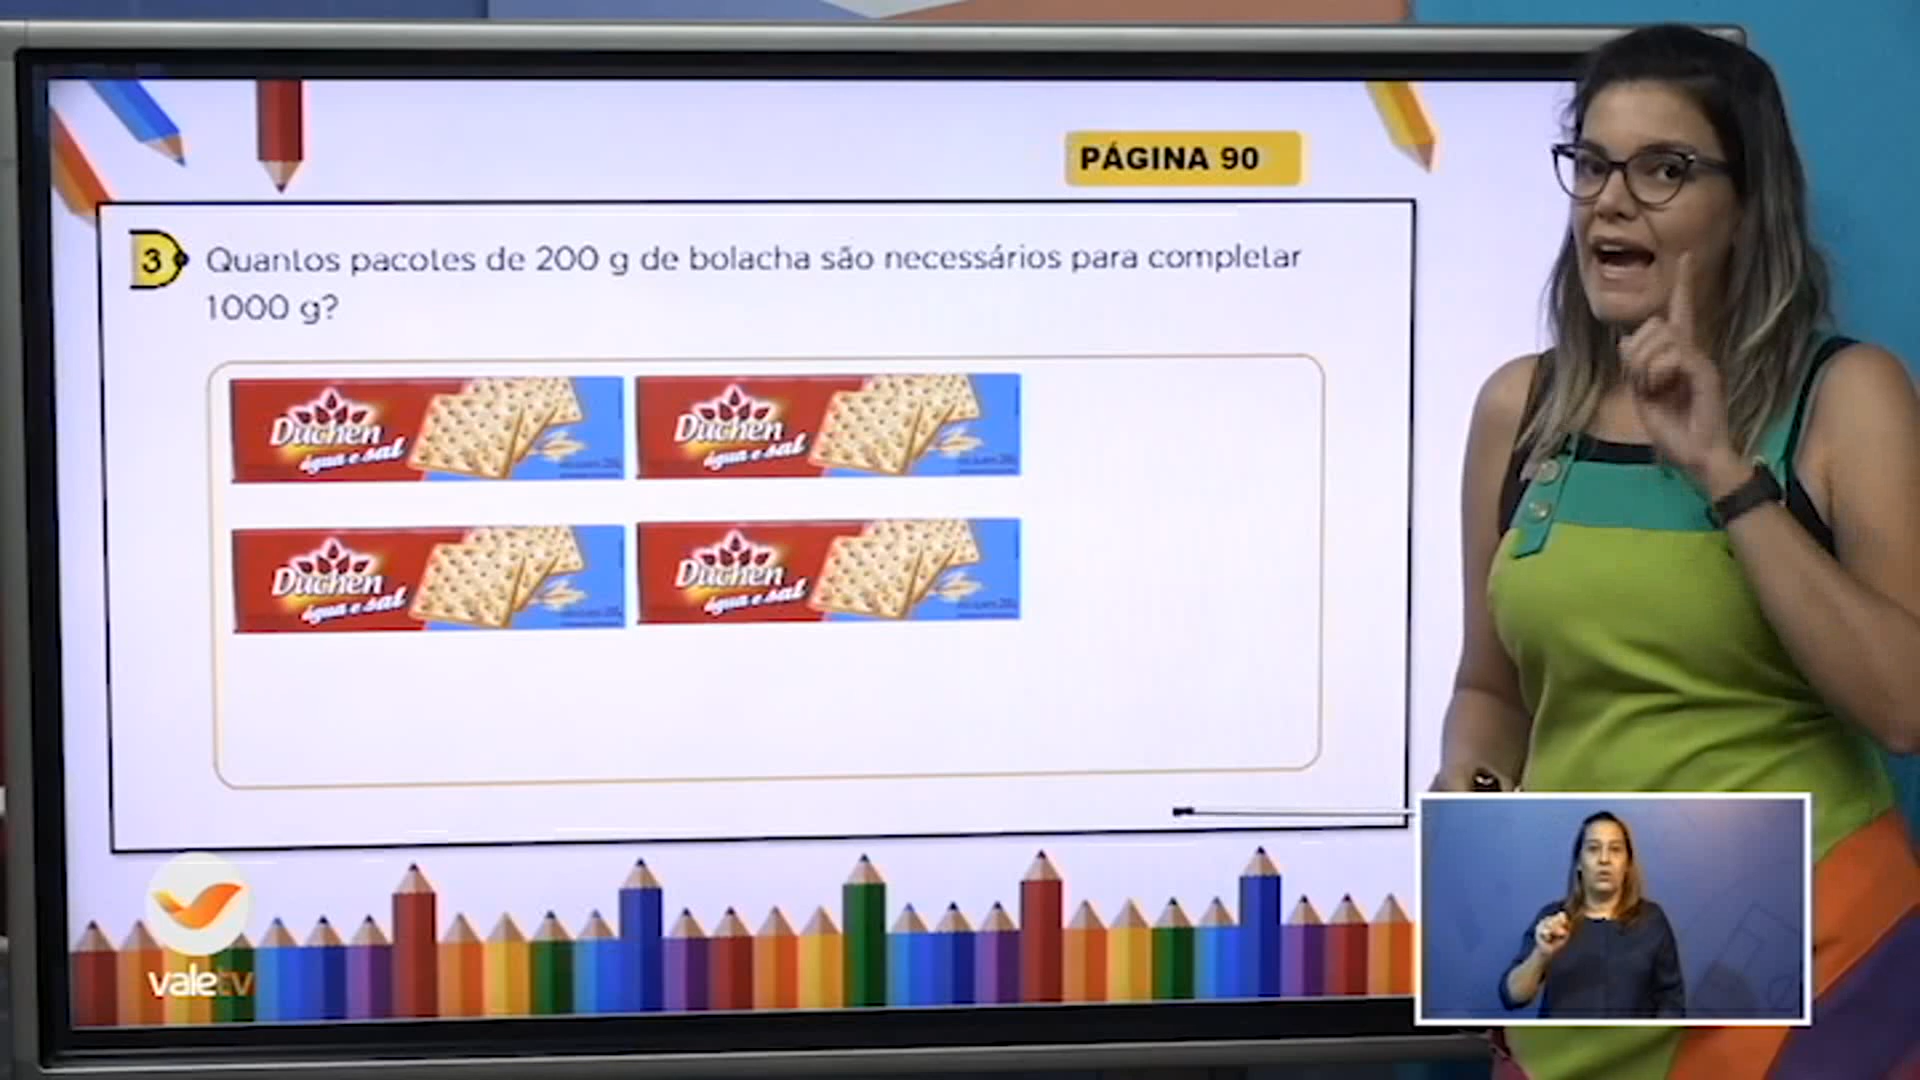 PÁGINA 90
3 Quantos pacotes de 200 g de bolacha são necessários para completar
1000 g?
Duchen
água e sal
Duchen
água e sal
Duchen
água e sal
Duchen
água e sal
valetv